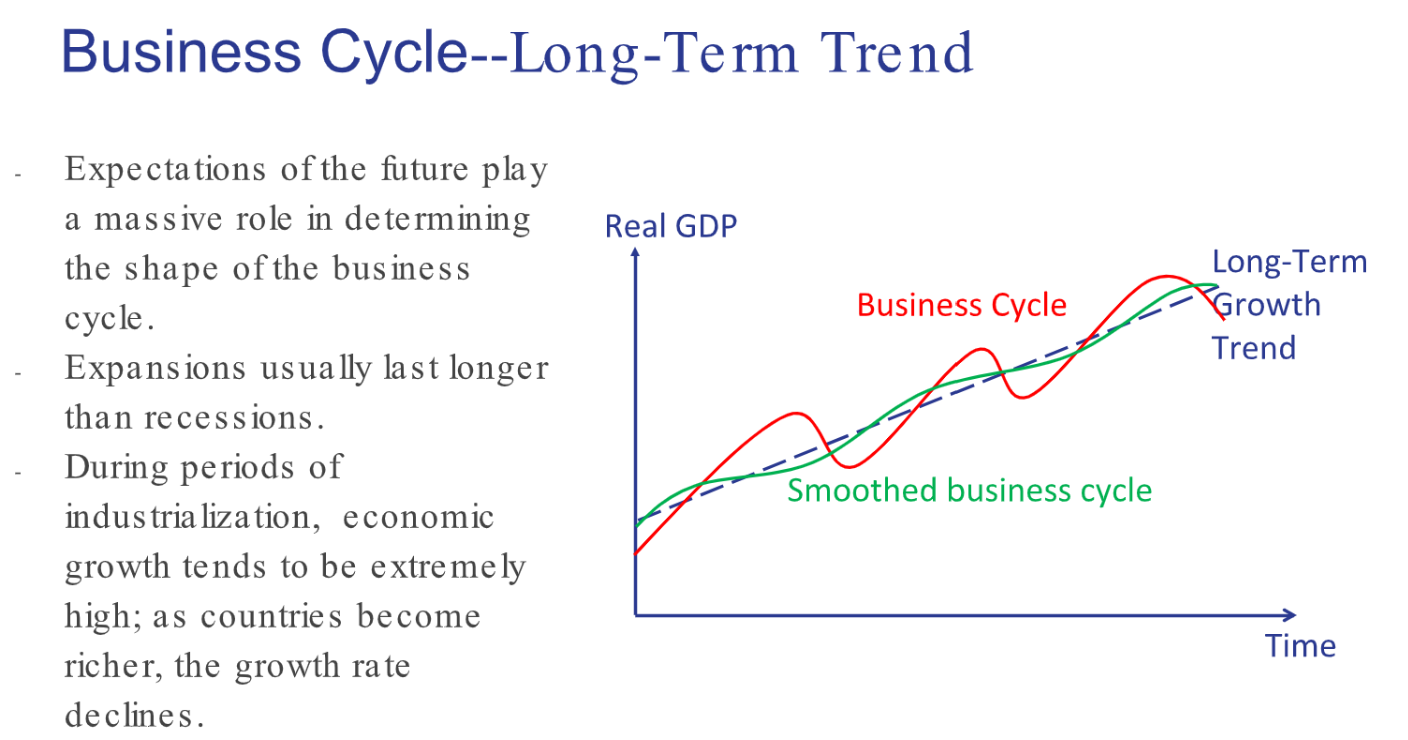 Business Cycle--Long-Term Trend
- Expectations of the future play
a massive role in determining
the shape of the business
cycle.
- Expansions usually last longer
than recessions.
- During periods of
industrialization, economic
growth tends to be extremely
high; as countries become
richer, the growth rate
declines.
Real GDP
Business Cycle
Long-Term
Growth
Trend
Smoothed business cycle
Time